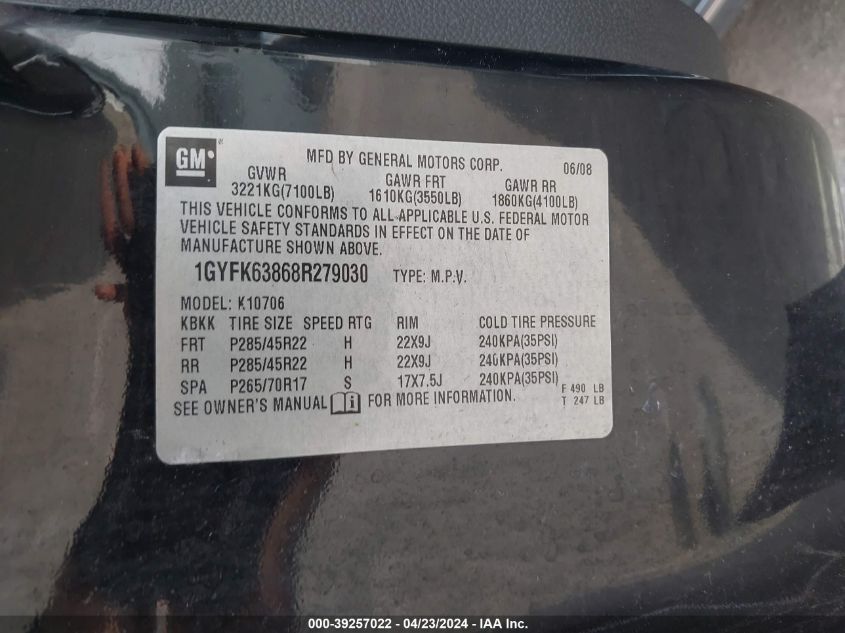 GM
MFD BY GENERAL MOTORS CORP. 06/08
GVWR GAWR FRT GAWR RR
3221KG(7100LB) 1610KG(3550LB) 1860KG(4100LB)
THIS VEHICLE CONFORMS TO ALL APPLICABLE U.S. FEDERAL MOTOR
VEHICLE SAFETY STANDARDS IN EFFECT ON THE DATE OF
MANUFACTURE SHOWN ABOVE.
1GYFK63868R279030 TYPE: M.P.V.
MODEL: K10706
KBKK TIRE SIZE SPEED RTG RIM COLD TIRE PRESSURE
FRT P285/45R22 H 22X9J 240KPA(35PSI)
RR P285/45R22 H 22X9J 240KPA(35PSI)
SPA P265/70R17 S 17X7.5J 240KPA(35PSI)
SEE OWNER'S MANUAL i FOR MORE INFORMATION.
F 490 LB
T 247 LB
000-39257022 - 04/23/2024 - IAA Inc.